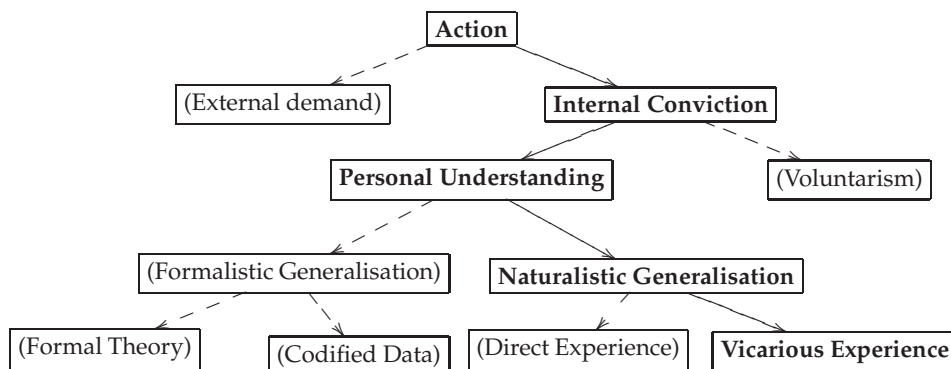 Action
(External demand)
Internal Conviction
Personal Understanding
(Voluntarism)
(Formalistic Generalisation)
Naturalistic Generalisation
(Formal Theory)
(Codified Data)
(Direct Experience)
Vicarious Experience